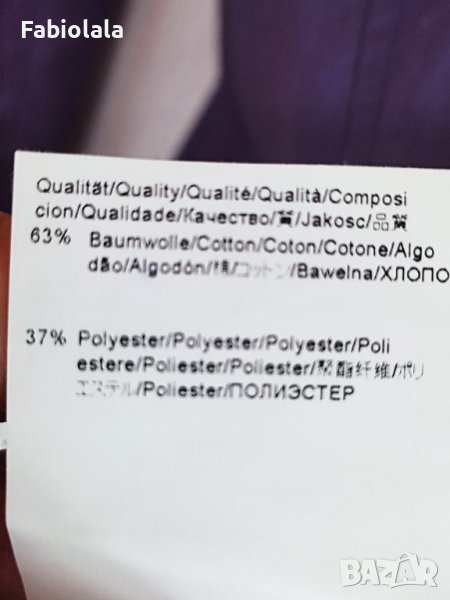 Fabiolala
Qualität/Quality/Qualité/Qualità/Composi
cion/Qualidade/Качество/質/Jakosc/品質
63% Baumwolle/Cotton/Coton/Cotone/Algo
dão/Algodón/棉/コットン/Bawelna/ХЛОПО
37% Polyester/Polyester/Polyester/Poli
estere/Poliester/Poliester/聚酯纤维/ポリ
エステル/Poliester/ПОЛИЭСТЕР
BAZAR